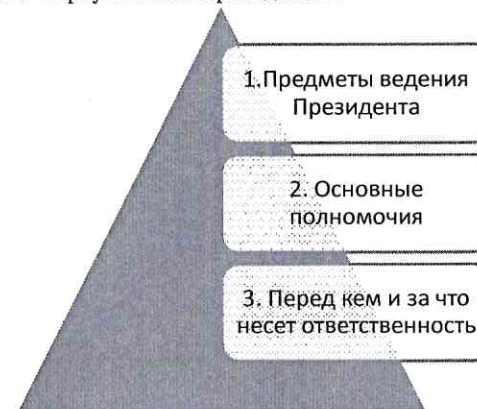 1.Предметы ведения
Президента
2. Основные
полномочия
3. Перед кем и за что
несет ответственность